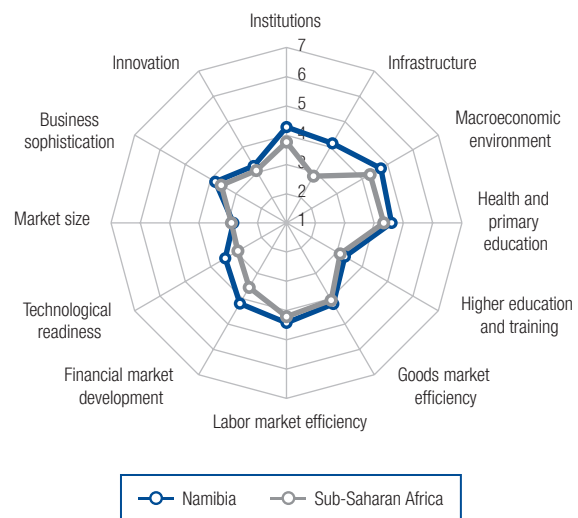 Institutions
7
6
5
4
3
2
1
Innovation
Infrastructure
Business
sophistication
Macroeconomic
environment
Market size
Health and
primary
education
Technological
readiness
Higher education
and training
Financial market
development
Goods market
efficiency
Labor market efficiency
Namibia
Sub-Saharan Africa